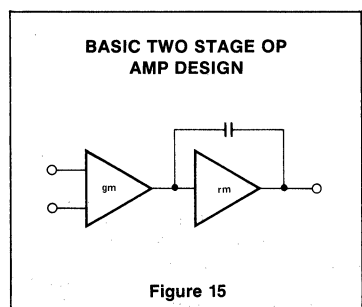 BASIC TWO STAGE OP
AMP DESIGN
gm
rm
Figure 15